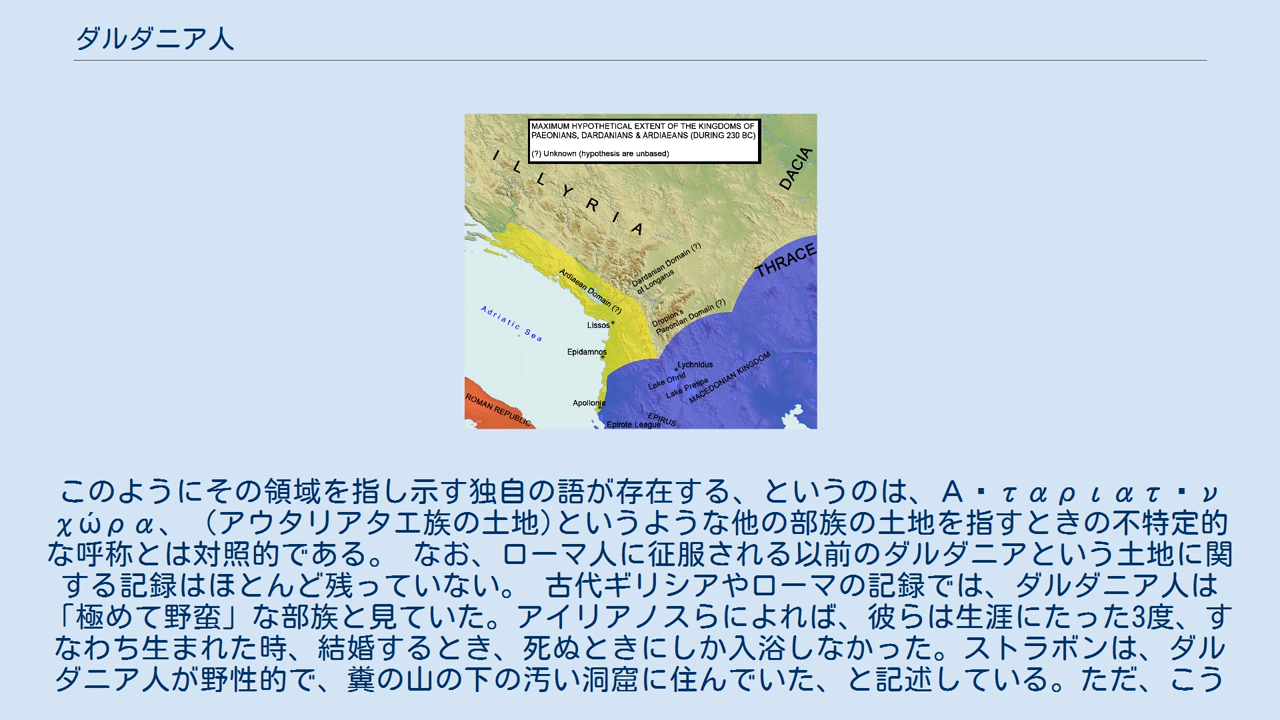 ダルダニア人
MAXIMUM HYPOTHETICAL EXTENT OF THE KINGDOMS OF
PAEONIANS, DARDANIANS & ARDIAEANS (DURING 230 BC)
(?) Unknown (hypothesis are unbased)
ILLYRIA
DACIA
THRACE
Dardanian Domain (?)
of Longarus
Ardiaean Domain (?)
Dropion's
Paeonian Domain (?)
Adriatic Sea
Lissos
Epidamnos
Lychnidus
Lake Ohrid
Lake Prespa
MACEDONIAN KINGDOM
Apollonia
ROMAN REPUBLIC
EPIRUS
Epirote League
このようにその領域を指し示す独自の語が存在する、というのは、Α・ταριατ・ν
χώρα、 (アウタリアタエ族の土地)というような他の部族の土地を指すときの不特定的
な呼称とは対照的である。 なお、ローマ人に征服される以前のダルダニアという土地に関
する記録はほとんど残っていない。 古代ギリシアやローマの記録では、ダルダニア人は
「極めて野蛮」な部族と見ていた。アイリアノスらによれば、彼らは生涯にたった3度、す
なわち生まれた時、結婚するとき、死ぬときにしか入浴しなかった。ストラボンは、ダル
ダニア人が野性的で、糞の山の下の汚い洞窟に住んでいた、と記述している。ただ、こう